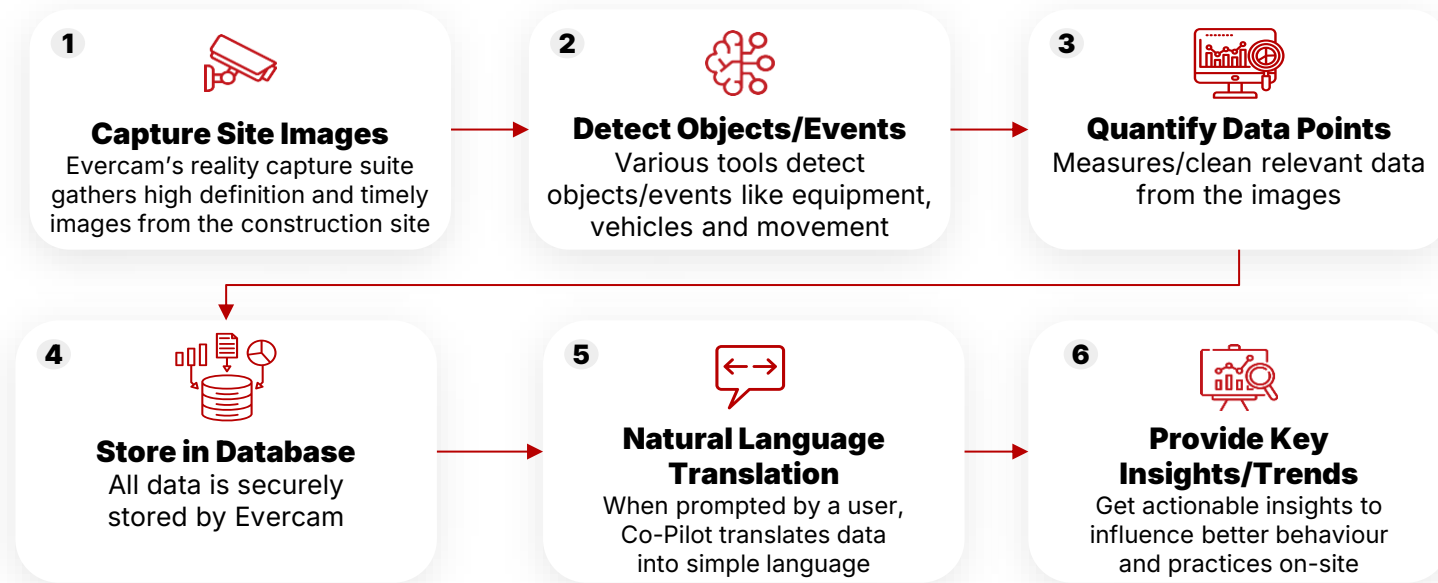 1
Capture Site Images
Evercam’s reality capture suite
gathers high definition and timely
images from the construction site
2
Detect Objects/Events
Various tools detect
objects/events like equipment,
vehicles and movement
3
Quantify Data Points
Measures/clean relevant data
from the images
4
Store in Database
All data is securely
stored by Evercam
5
Natural Language
Translation
When prompted by a user,
Co-Pilot translates data
into simple language
6
Provide Key
Insights/Trends
Get actionable insights to
influence better behaviour
and practices on-site